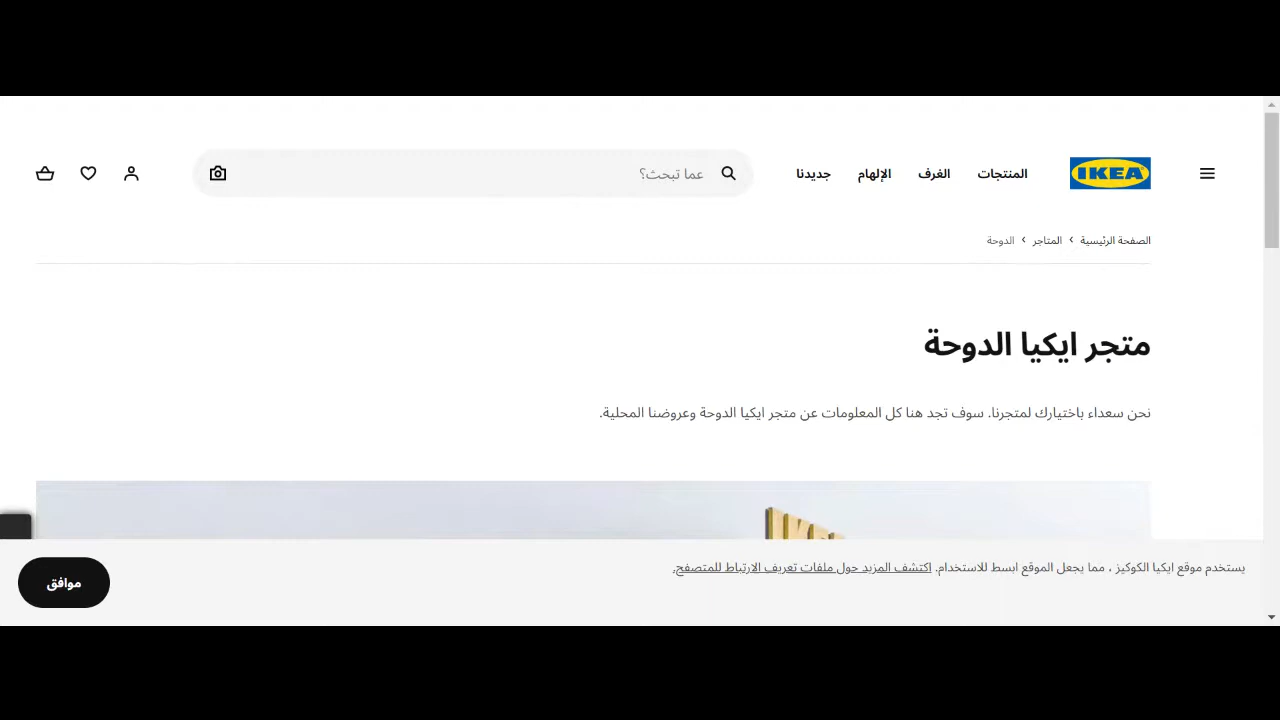 IKEA
المنتجات الغرف الإلهام جديدنا
عما تبحث؟
الصفحة الرئيسية › المتاجر › الدوحة
متجر ايكيا الدوحة
نحن سعداء باختيارك لمتجرنا. سوف تجد هنا كل المعلومات عن متجر ايكيا الدوحة وعروضنا المحلية.
يستخدم موقع ايكيا الكوكيز ، مما يجعل الموقع ابسط للاستخدام. اكتشف المزيد حول ملفات تعريف الارتباط للمتصفح.
موافق